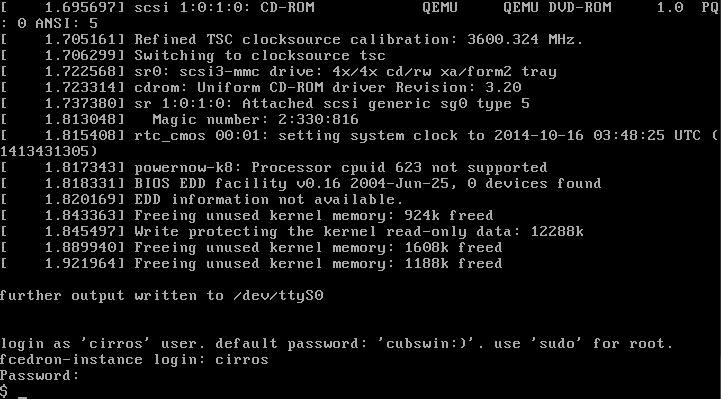 [    1.695697] scsi 1:0:1:0: CD-ROM            QEMU     QEMU DVD-ROM     1.0  PQ
: 0 ANSI: 5
[    1.705161] Refined TSC clocksource calibration: 3600.324 MHz.
[    1.706299] Switching to clocksource tsc
[    1.722568] sr0: scsi3-mmc drive: 4x/4x cd/rw xa/form2 tray
[    1.723314] cdrom: Uniform CD-ROM driver Revision: 3.20
[    1.737380] sr 1:0:1:0: Attached scsi generic sg0 type 5
[    1.813048]   Magic number: 2:330:816
[    1.815408] rtc_cmos 00:01: setting system clock to 2014-10-16 03:48:25 UTC (
1413431305)
[    1.817343] powernow-k8: Processor cpuid 623 not supported
[    1.818331] BIOS EDD facility v0.16 2004-Jun-25, 0 devices found
[    1.820169] EDD information not available.
[    1.843363] Freeing unused kernel memory: 924k freed
[    1.845497] Write protecting the kernel read-only data: 12288k
[    1.889940] Freeing unused kernel memory: 1608k freed
[    1.921964] Freeing unused kernel memory: 1188k freed
further output written to /dev/ttyS0
login as 'cirros' user. default password: 'cubswin:)'. use 'sudo' for root.
fcedron-instance login: cirros
Password:
$ _